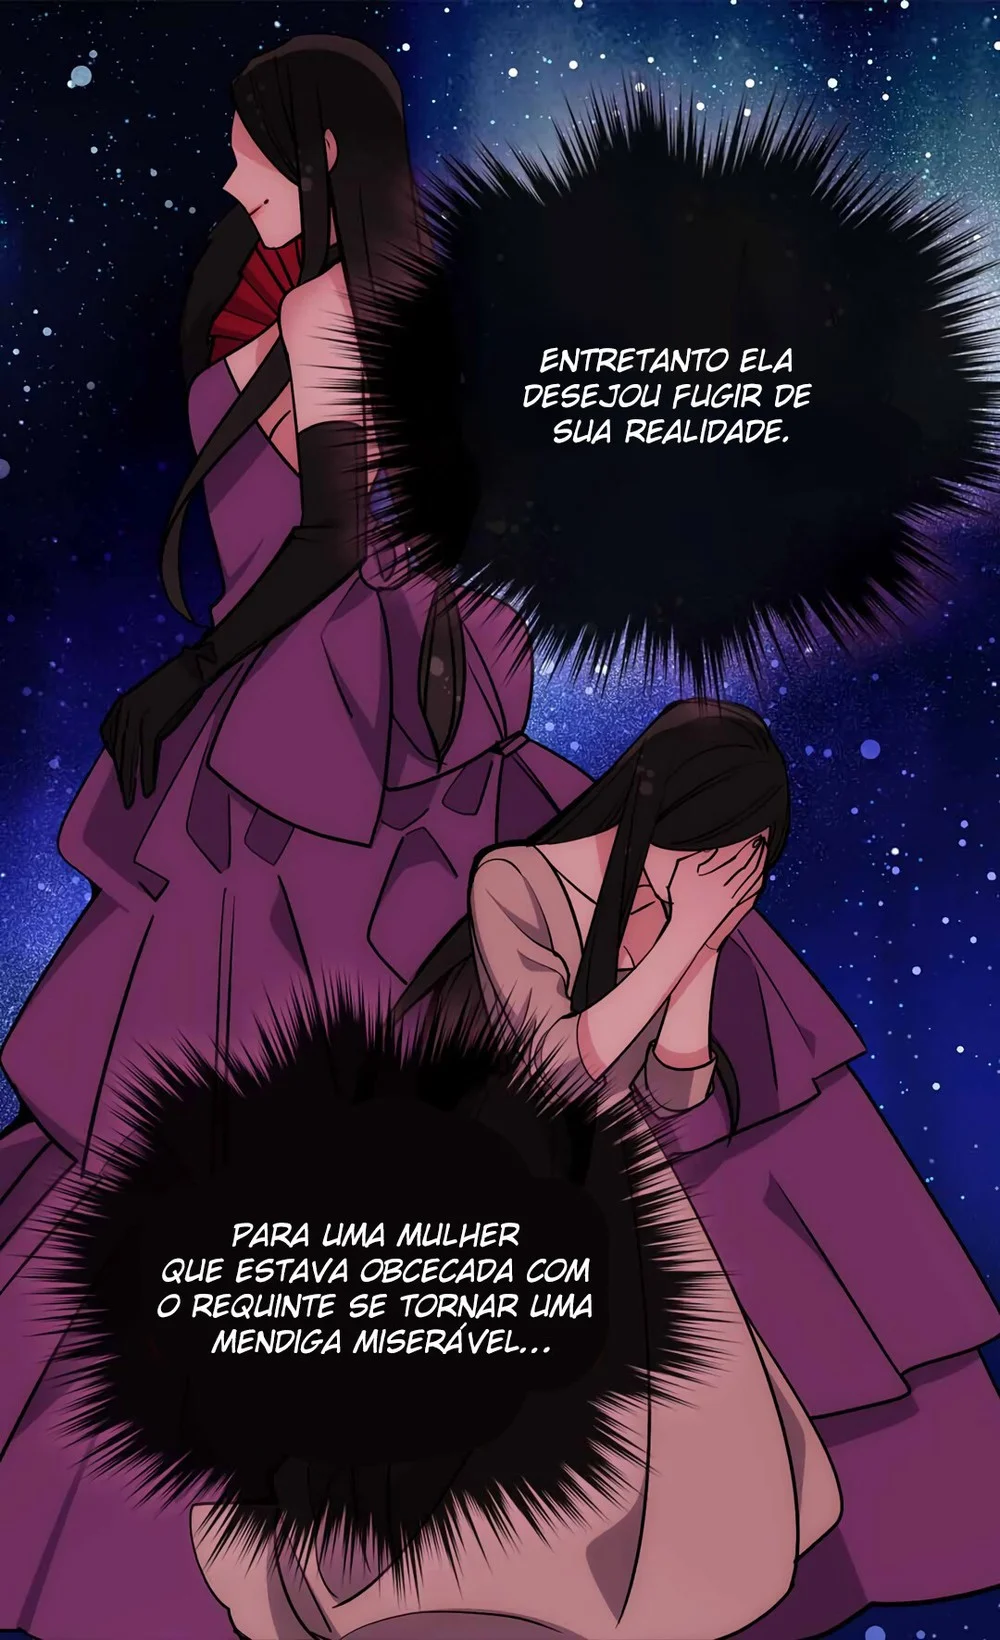 ENTRETANTO ELA
DESEJOU FUGIR DE
SUA REALIDADE.
PARA UMA MULHER
QUE ESTAVA OBCECADA COM
O REQUINTE SE TORNAR UMA
MENDIGA MISERÁVEL...